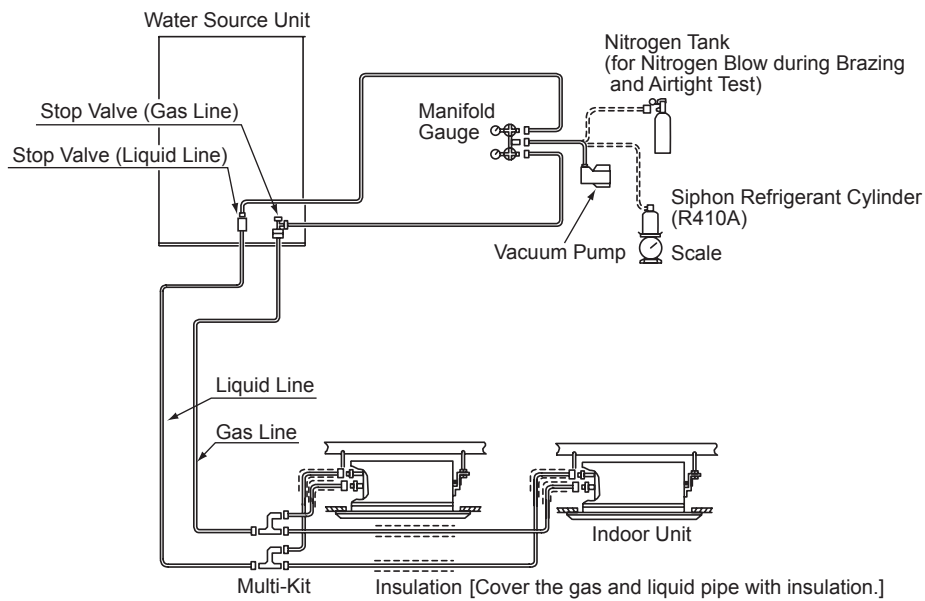 Water Source Unit
Nitrogen Tank
(for Nitrogen Blow during Brazing
and Airtight Test)
Stop Valve (Gas Line)
Manifold
Gauge
Stop Valve (Liquid Line)
Siphon Refrigerant Cylinder
(R410A)
Vacuum Pump
Scale
Liquid Line
Gas Line
Indoor Unit
Multi-Kit
Insulation [Cover the gas and liquid pipe with insulation.]